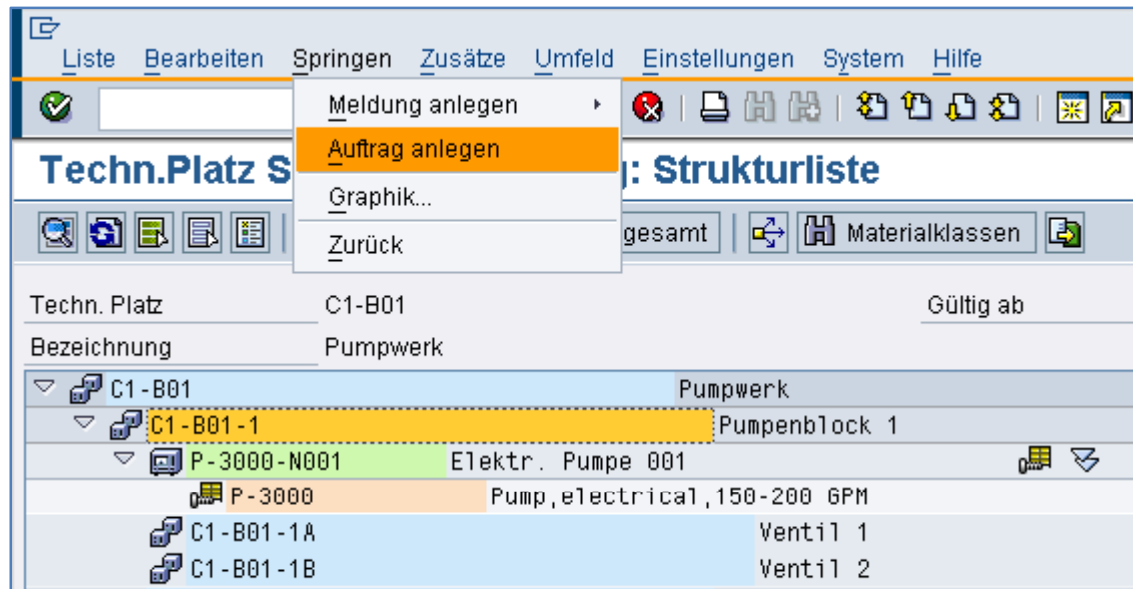 Liste Bearbeiten Springen Zusätze Umfeld Einstellungen System Hilfe
Meldung anlegen
Auftrag anlegen
Techn.Platz S : Strukturliste
Graphik...
gesamt Materialklassen
Zurück
Techn. Platz C1-B01 Gültig ab
Bezeichnung Pumpwerk
C1-B01 Pumpwerk
C1-B01-1 Pumpenblock 1
P-3000-N001 Elektr. Pumpe 001
P-3000 Pump,electrical,150-200 GPM
C1-B01-1A Ventil 1
C1-B01-1B Ventil 2